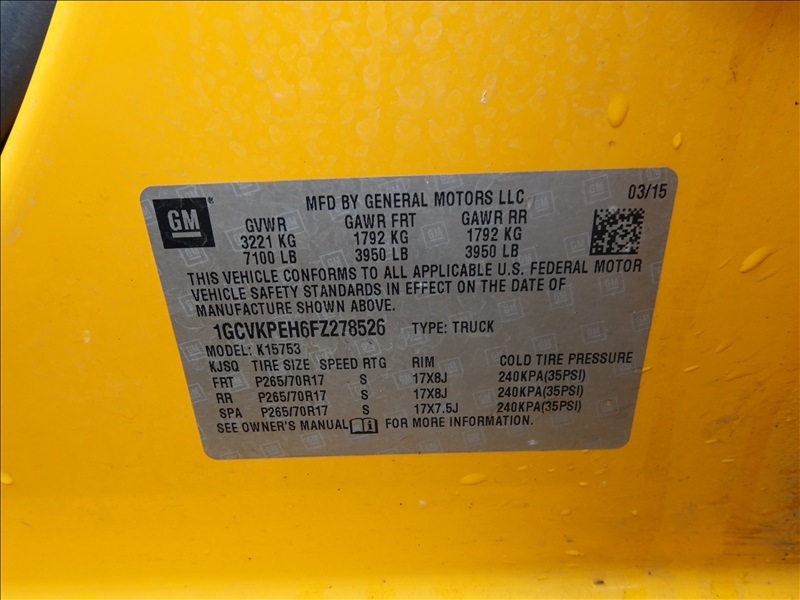 GM
MFD BY GENERAL MOTORS LLC 03/15
GVWR GAWR FRT GAWR RR
3221 KG 1792 KG 1792 KG
7100 LB 3950 LB 3950 LB
THIS VEHICLE CONFORMS TO ALL APPLICABLE U.S. FEDERAL MOTOR
VEHICLE SAFETY STANDARDS IN EFFECT ON THE DATE OF
MANUFACTURE SHOWN ABOVE.
1GCVKPEH6FZ278526 TYPE: TRUCK
MODEL: K15753
KJSQ TIRE SIZE SPEED RTG RIM COLD TIRE PRESSURE
FRT P265/70R17 S 17X8J 240KPA(35PSI)
RR P265/70R17 S 17X8J 240KPA(35PSI)
SPA P265/70R17 S 17X7.5J 240KPA(35PSI)
SEE OWNER'S MANUAL i FOR MORE INFORMATION.